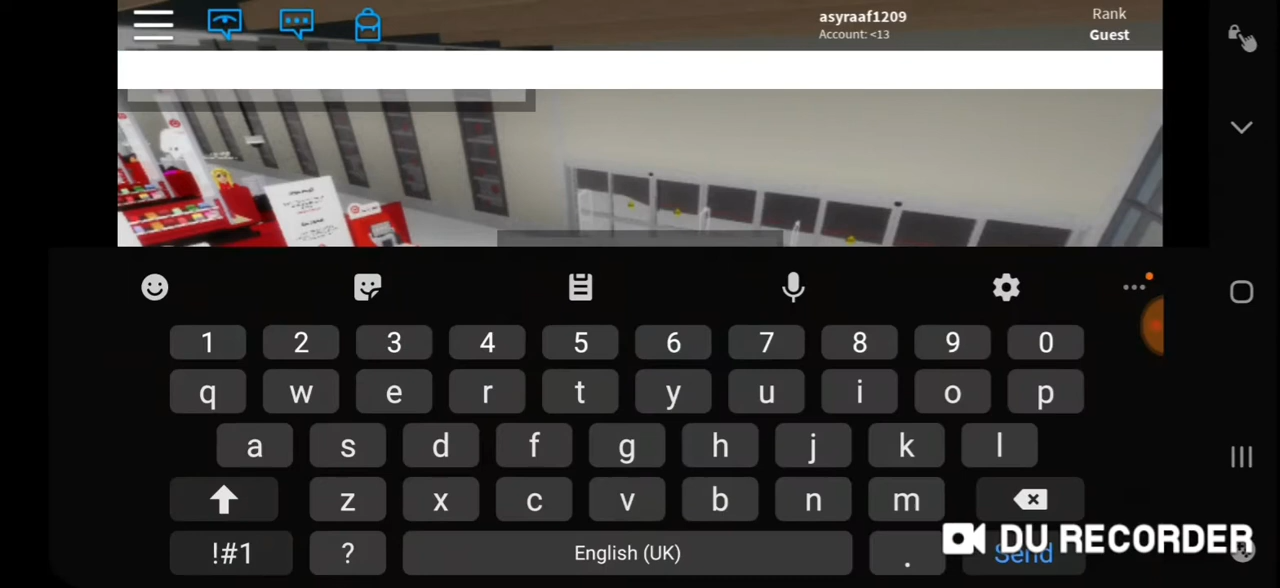 asyraaf1209
Account: <13
Rank
Guest
1 2 3 4 5 6 7 8 9 0
q w e r t y u i o p
a s d f g h j k l
z x c v b n m
!#1 ? English (UK) . Send
DU RECORDER